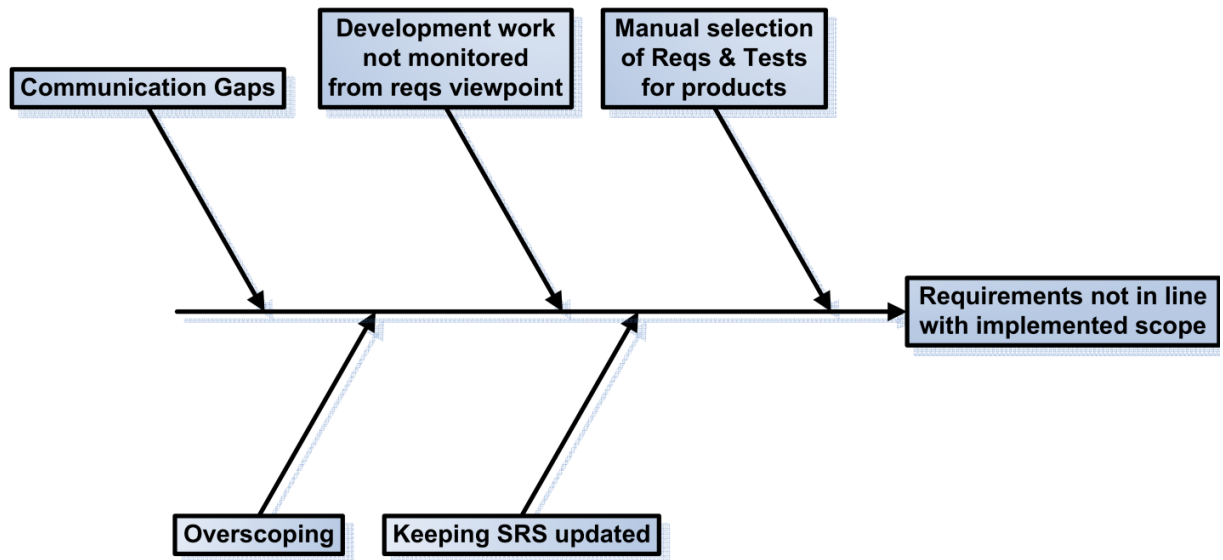 Communication Gaps
Development work
not monitored
from reqs viewpoint
Manual selection
of Reqs & Tests
for products
Requirements not in line
with implemented scope
Overscoping
Keeping SRS updated